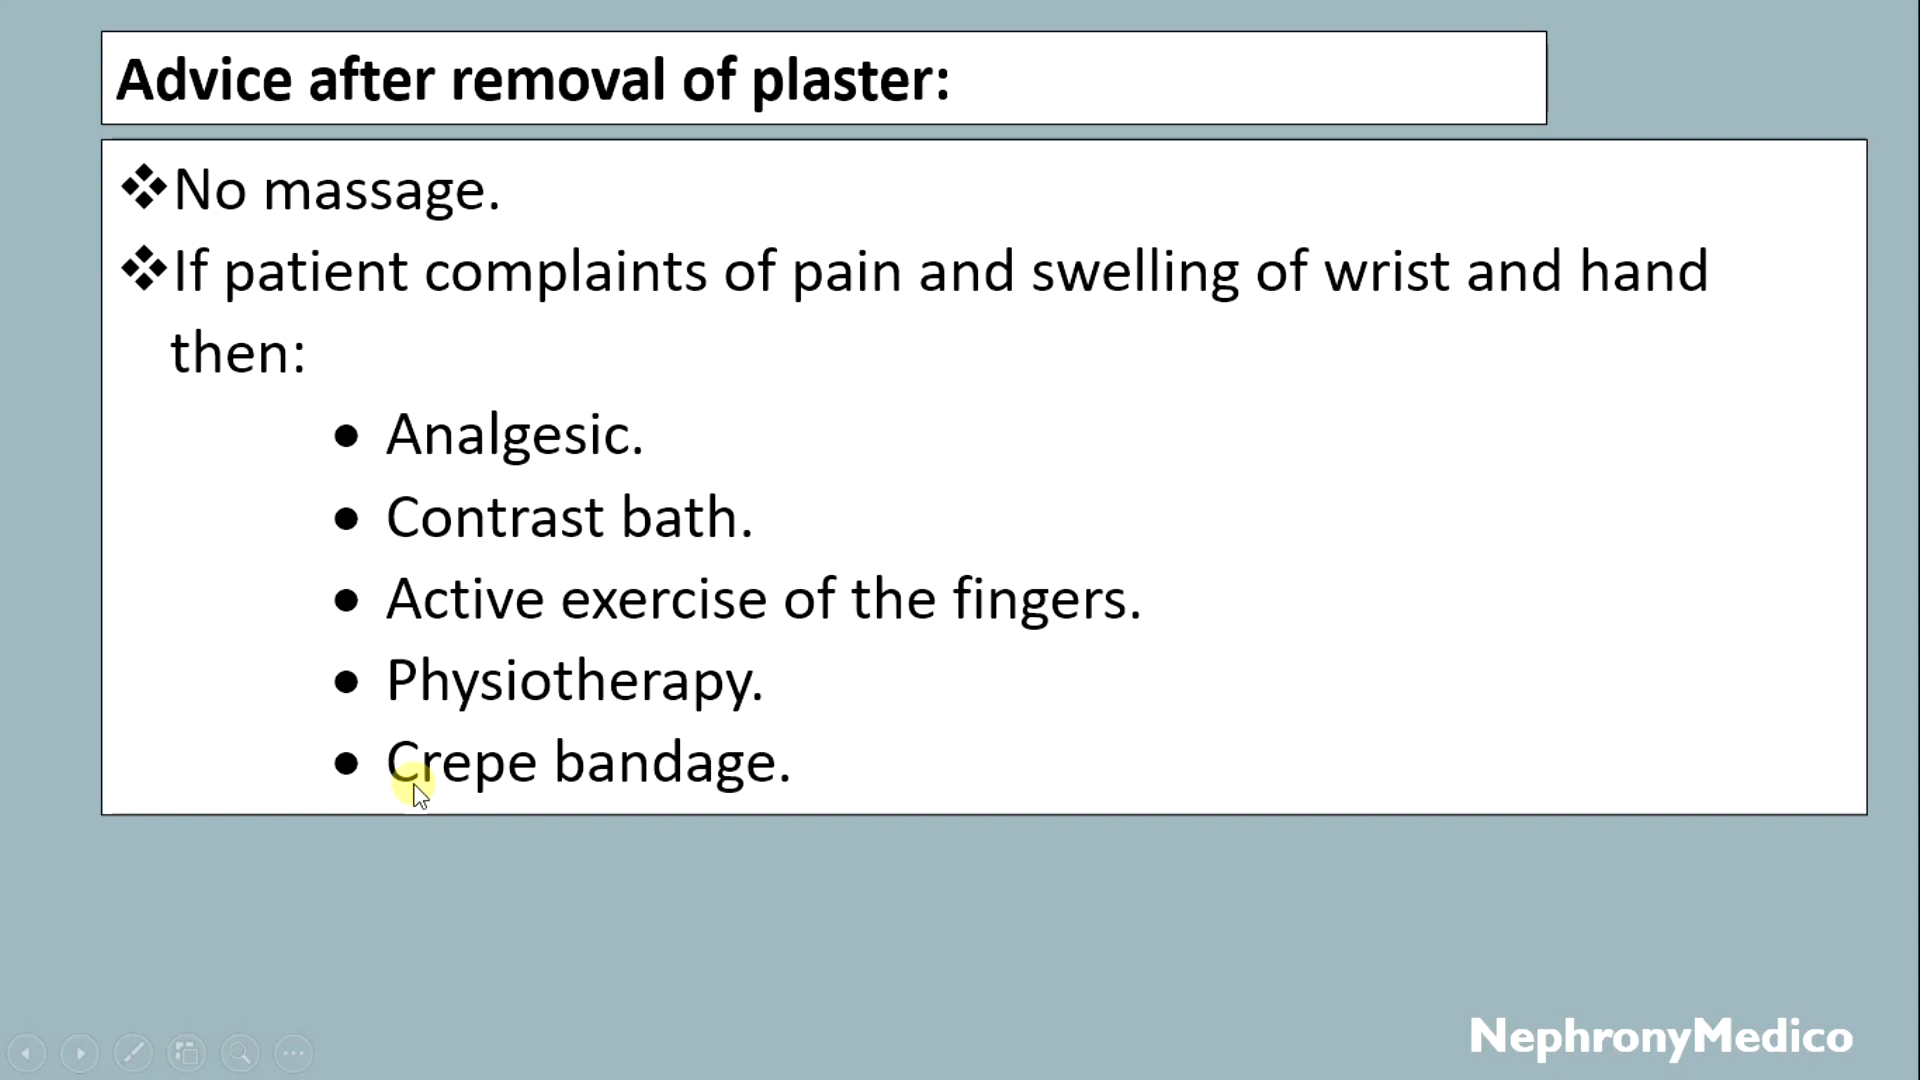 Advice after removal of plaster:
❖No massage.
❖If patient complaints of pain and swelling of wrist and hand
then:
• Analgesic.
• Contrast bath.
• Active exercise of the fingers.
• Physiotherapy.
• Crepe bandage.
NephronyMedico